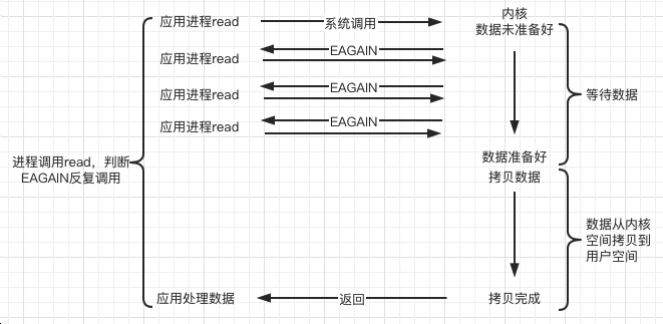 应用进程read
系统调用
内核
数据未准备好
EAGAIN
应用进程read
EAGAIN
应用进程read
等待数据
EAGAIN
应用进程read
进程调用read，判断
EAGAIN反复调用
数据准备好
拷贝数据
数据从内核
空间拷贝到
用户空间
应用处理数据
返回
拷贝完成